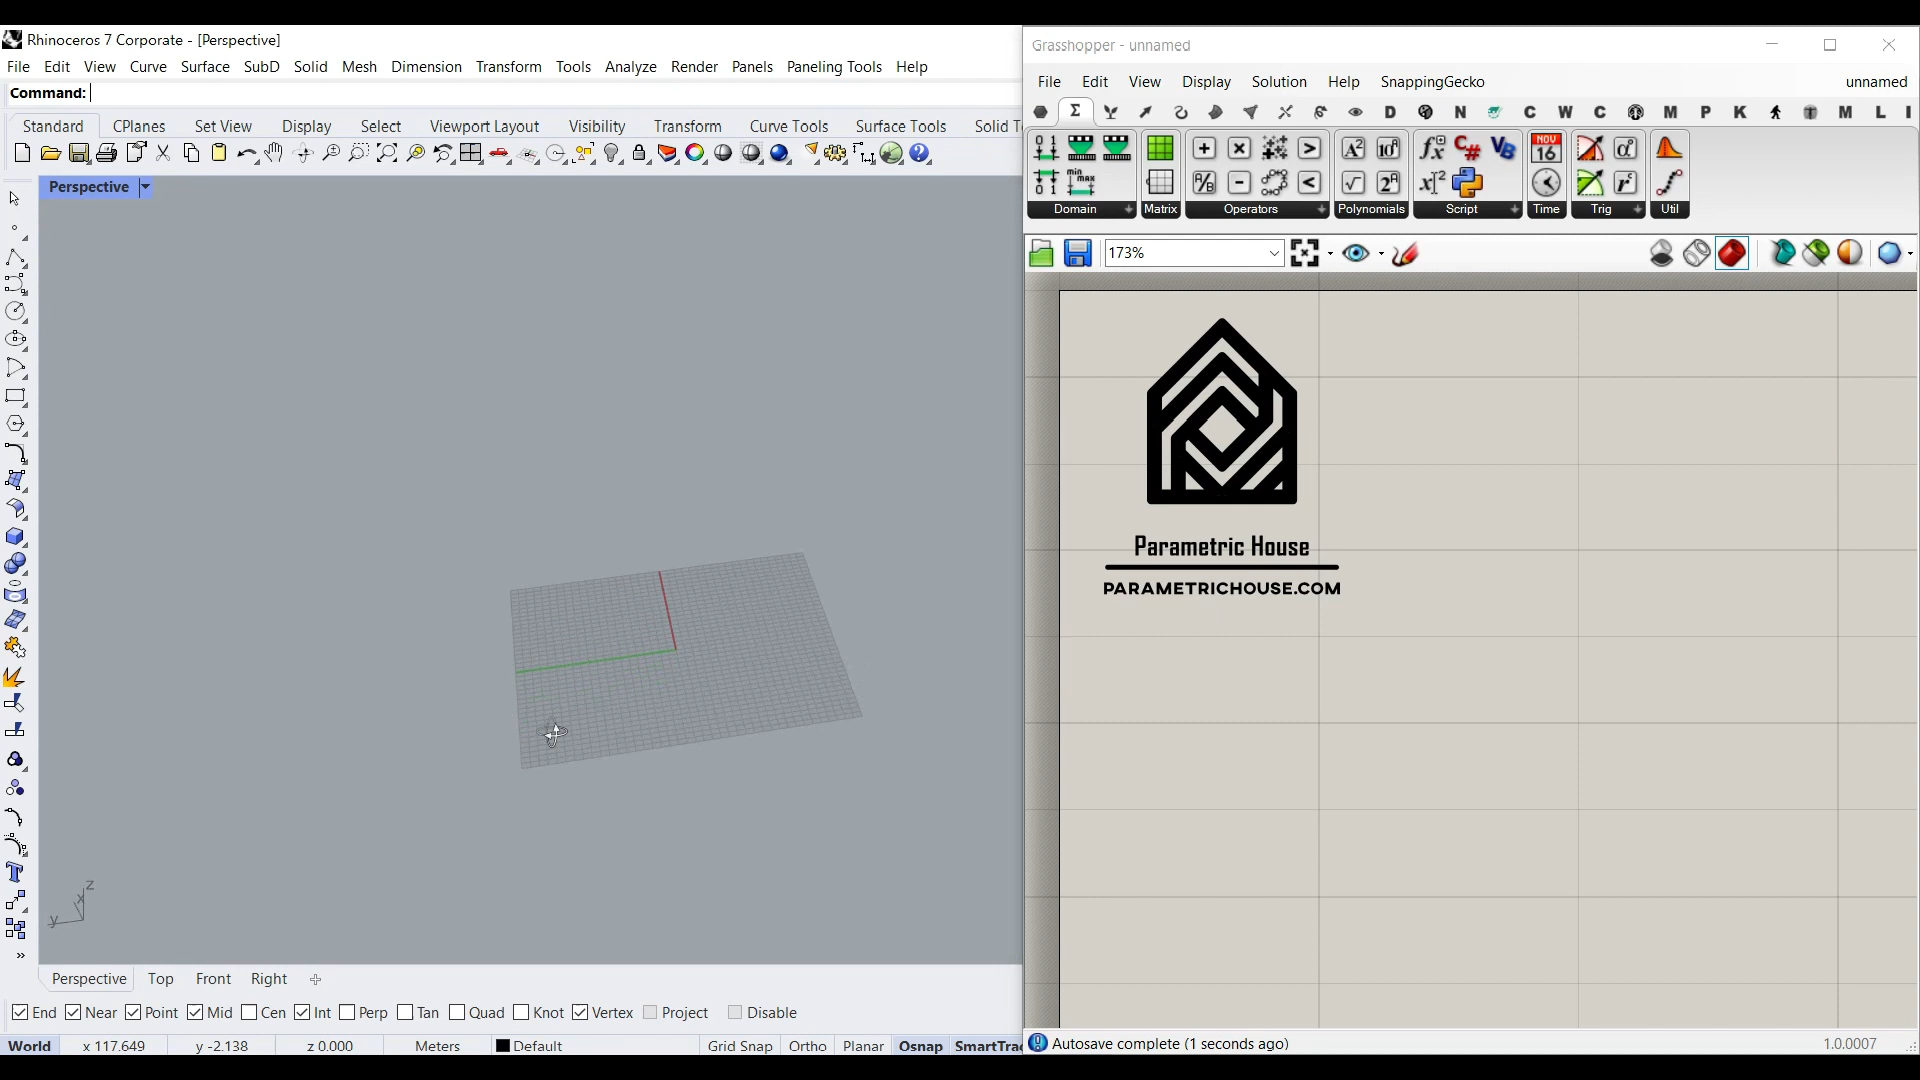 Rhinoceros 7 Corporate - [Perspective]
File Edit View Curve Surface SubD Solid Mesh Dimension Transform Tools Analyze Render Panels Paneling Tools Help
Command:
Standard CPlanes Set View Display Select Viewport Layout Visibility Transform Curve Tools Surface Tools Solid T
Perspective
z
x
y
Perspective Top Front Right
End Near Point Mid Cen Int Perp Tan Quad Knot Vertex Project Disable
World x 117.649 y -2.138 z 0.000 Meters Default Grid Snap Ortho Planar Osnap SmartTrac
Grasshopper - unnamed
File Edit View Display Solution Help SnappingGecko unnamed
Σ D N C W C M P K M L I
Domain Matrix Operators Polynomials Script Time Trig Util
173%
Parametric House
PARAMETRICHOUSE.COM
Autosave complete (1 seconds ago) 1.0.0007